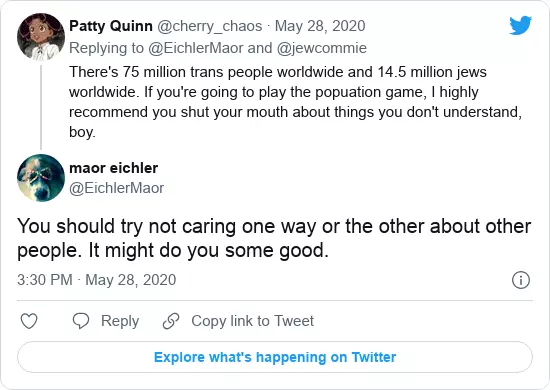 Patty Quinn @cherry_chaos · May 28, 2020
Replying to @EichlerMaor and @jewcommie
There's 75 million trans people worldwide and 14.5 million jews
worldwide. If you're going to play the popuation game, I highly
recommend you shut your mouth about things you don't understand,
boy.
maor eichler
@EichlerMaor
You should try not caring one way or the other about other
people. It might do you some good.
3:30 PM · May 28, 2020
Reply Copy link to Tweet
Explore what's happening on Twitter